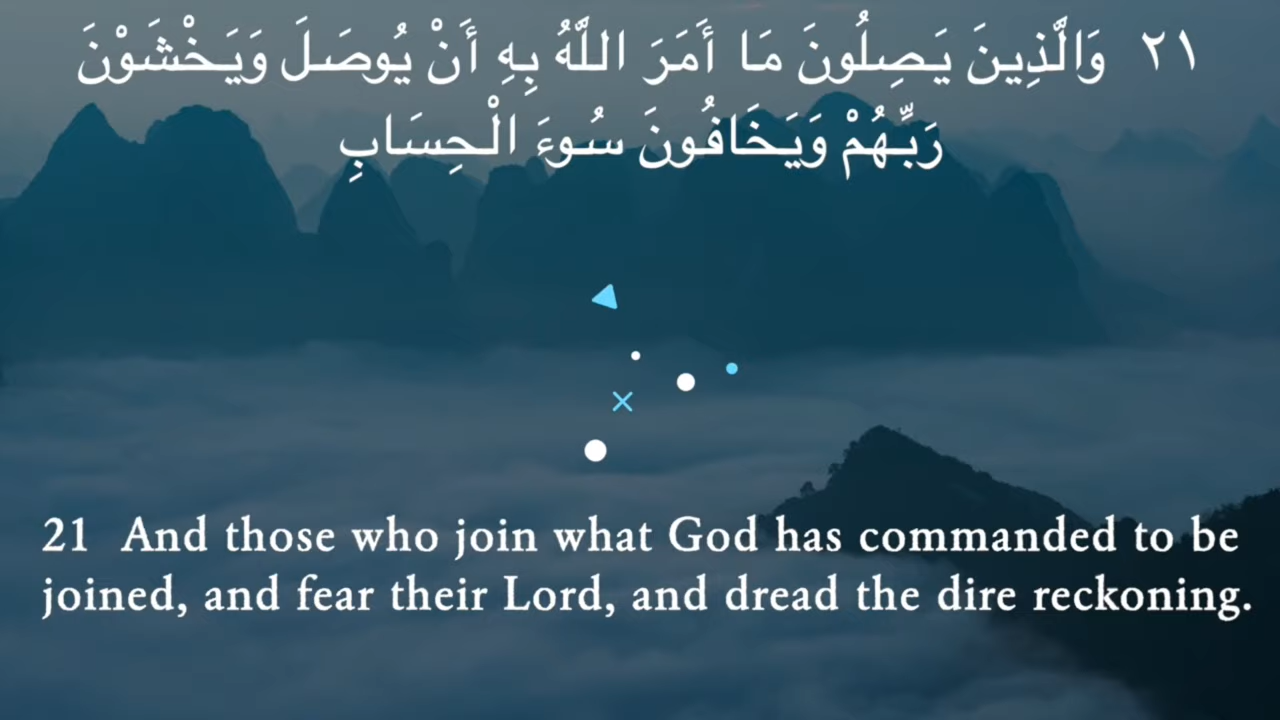 ٢١ وَالَّذِينَ يَصِلُونَ مَا أَمَرَ اللَّهُ بِهِ أَنْ يُوصَلَ وَيَخْشَوْنَ
رَبِّهُمْ وَيَخَافُونَ سُوءَ الْحِسَابِ
21 And those who join what God has commanded to be
joined, and fear their Lord, and dread the dire reckoning.